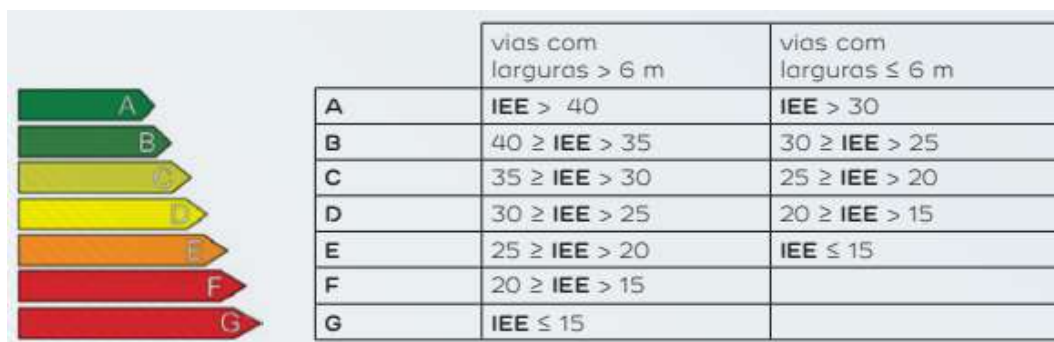 vias com larguras > 6 m
vias com larguras ≤ 6 m
A
A
IEE > 40
IEE > 30
B
B
40 ≥ IEE > 35
30 ≥ IEE > 25
C
C
35 ≥ IEE > 30
25 ≥ IEE > 20
D
D
30 ≥ IEE > 25
20 ≥ IEE > 15
E
E
25 ≥ IEE > 20
IEE ≤ 15
F
F
20 ≥ IEE > 15
G
G
IEE ≤ 15